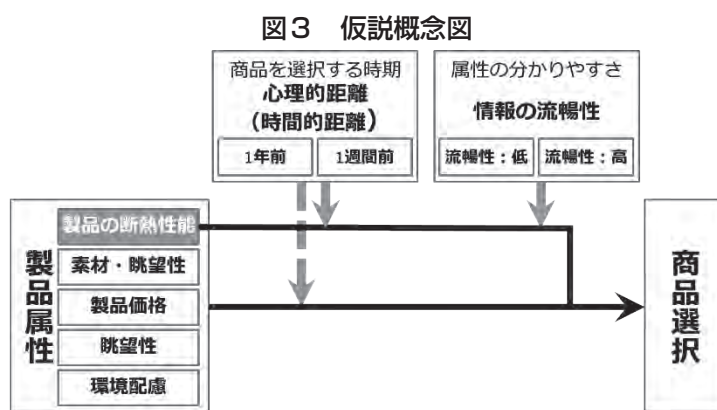 図3 仮説概念図
商品を選択する時期
心理的距離
（時間的距離）
1年前
1週間前
属性の分かりやすさ
情報の流暢性
流暢性：低
流暢性：高
製品属性
製品の断熱性能
素材・眺望性
製品価格
眺望性
環境配慮
商品選択